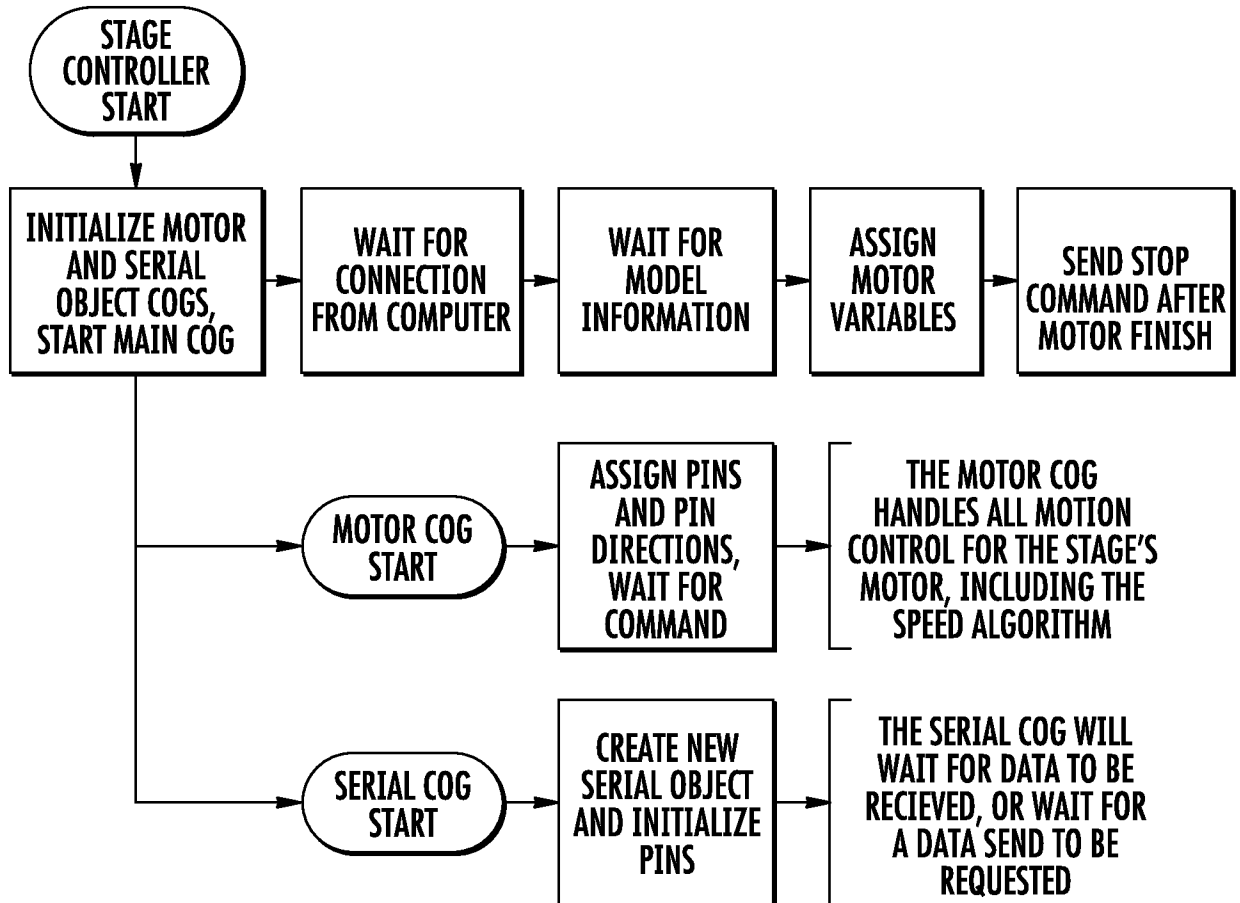 STAGE
CONTROLLER
START
INITIALIZE MOTOR
AND SERIAL
OBJECT COGS,
START MAIN COG
WAIT FOR
CONNECTION
FROM COMPUTER
WAIT FOR
MODEL
INFORMATION
ASSIGN
MOTOR
VARIABLES
SEND STOP
COMMAND AFTER
MOTOR FINISH
MOTOR COG
START
ASSIGN PINS
AND PIN
DIRECTIONS,
WAIT FOR
COMMAND
THE MOTOR COG
HANDLES ALL MOTION
CONTROL FOR THE STAGE'S
MOTOR, INCLUDING THE
SPEED ALGORITHM
SERIAL COG
START
CREATE NEW
SERIAL OBJECT
AND INITIALIZE
PINS
THE SERIAL COG WILL
WAIT FOR DATA TO BE
RECIEVED, OR WAIT FOR
A DATA SEND TO BE
REQUESTED